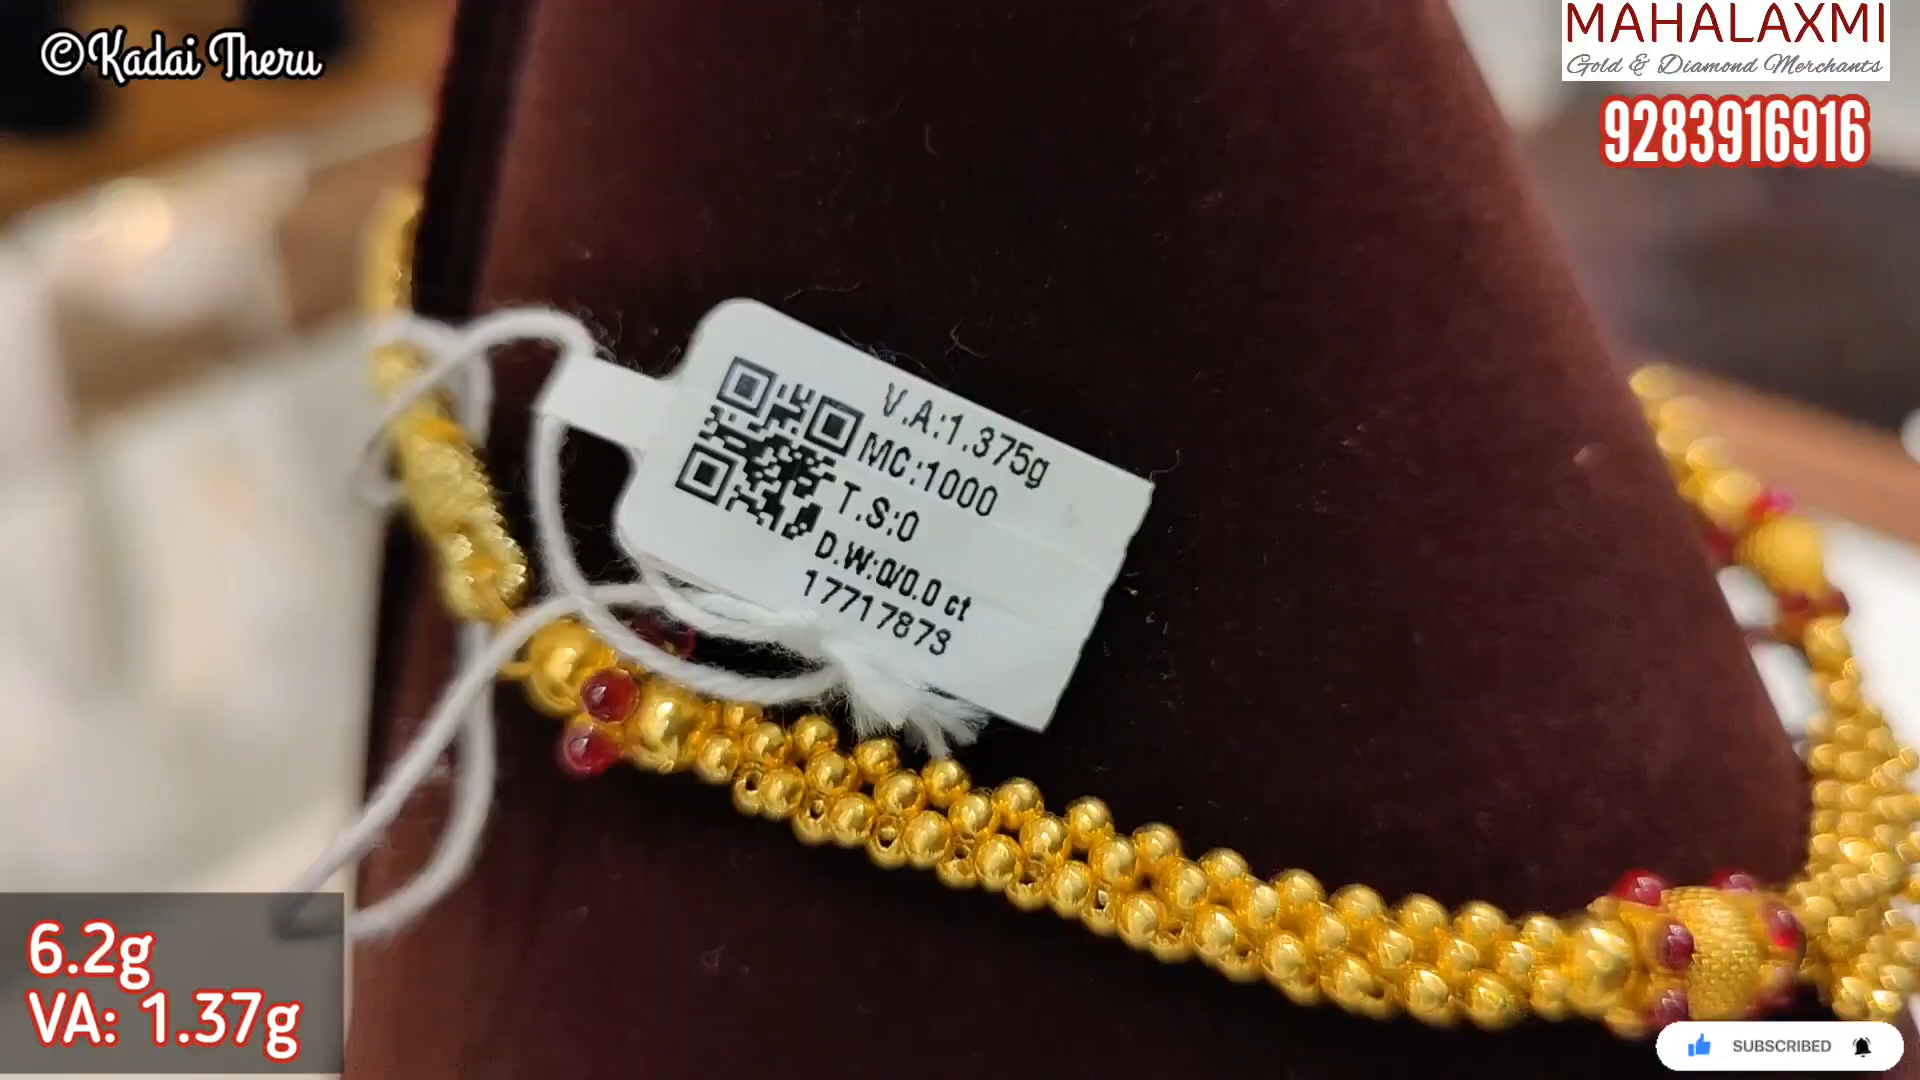 ©Kadai Theru
MAHALAXMI
Gold & Diamond Merchants
9283916916
V.A:1.375g
MC:1000
T.S:0
D.W:0/0.0 ct
17717873
6.2g
VA: 1.37g
SUBSCRIBED